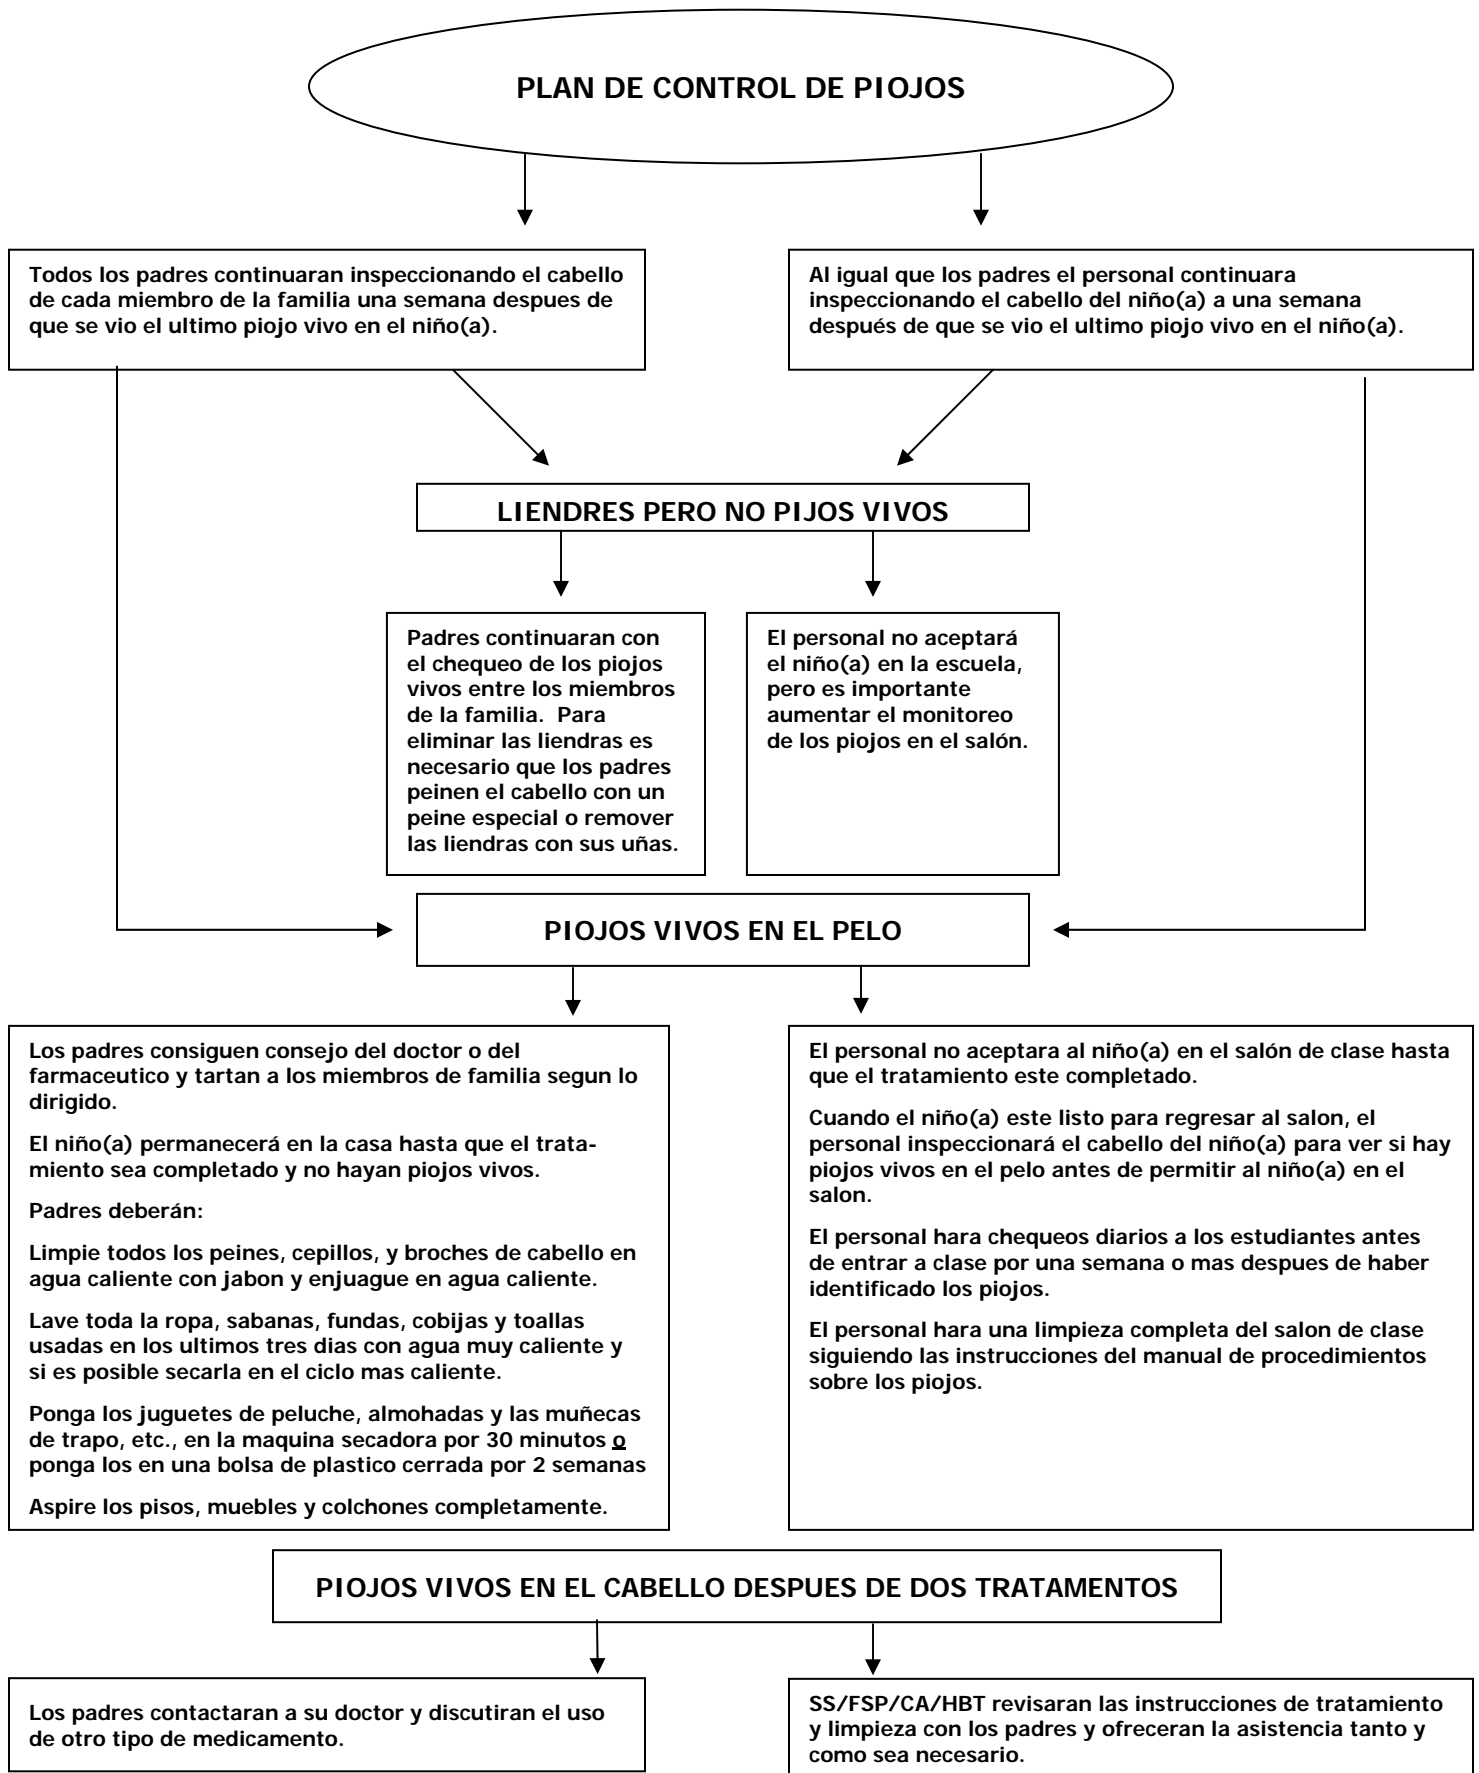 PLAN DE CONTROL DE PIOJOS
Todos los padres continuaran inspeccionando el cabello
de cada miembro de la familia una semana despues de
que se vio el ultimo piojo vivo en el niño(a).
Al igual que los padres el personal continuara
inspeccionando el cabello del niño(a) a una semana
después de que se vio el ultimo piojo vivo en el niño(a).
LIENDRES PERO NO PIJOS VIVOS
Padres continuaran con
el chequeo de los piojos
vivos entre los miembros
de la familia.  Para
eliminar las liendras es
necesario que los padres
peinen el cabello con un
peine especial o remover
las liendras con sus uñas.
El personal no aceptará
el niño(a) en la escuela,
pero es importante
aumentar el monitoreo
de los piojos en el salón.
PIOJOS VIVOS EN EL PELO
Los padres consiguen consejo del doctor o del
farmaceutico y tartan a los miembros de familia segun lo
dirigido.
El niño(a) permanecerá en la casa hasta que el trata-
miento sea completado y no hayan piojos vivos.
Padres deberán:
Limpie todos los peines, cepillos, y broches de cabello en
agua caliente con jabon y enjuague en agua caliente.
Lave toda la ropa, sabanas, fundas, cobijas y toallas
usadas en los ultimos tres dias con agua muy caliente y
si es posible secarla en el ciclo mas caliente.
Ponga los juguetes de peluche, almohadas y las muñecas
de trapo, etc., en la maquina secadora por 30 minutos o
ponga los en una bolsa de plastico cerrada por 2 semanas
Aspire los pisos, muebles y colchones completamente.
El personal no aceptara al niño(a) en el salón de clase hasta
que el tratamiento este completado.
Cuando el niño(a) este listo para regresar al salon, el
personal inspeccionará el cabello del niño(a) para ver si hay
piojos vivos en el pelo antes de permitir al niño(a) en el
salon.
El personal hara chequeos diarios a los estudiantes antes
de entrar a clase por una semana o mas despues de haber
identificado los piojos.
El personal hara una limpieza completa del salon de clase
siguiendo las instrucciones del manual de procedimientos
sobre los piojos.
PIOJOS VIVOS EN EL CABELLO DESPUES DE DOS TRATAMENTOS
Los padres contactaran a su doctor y discutiran el uso
de otro tipo de medicamento.
SS/FSP/CA/HBT revisaran las instrucciones de tratamiento
y limpieza con los padres y ofreceran la asistencia tanto y
como sea necesario.